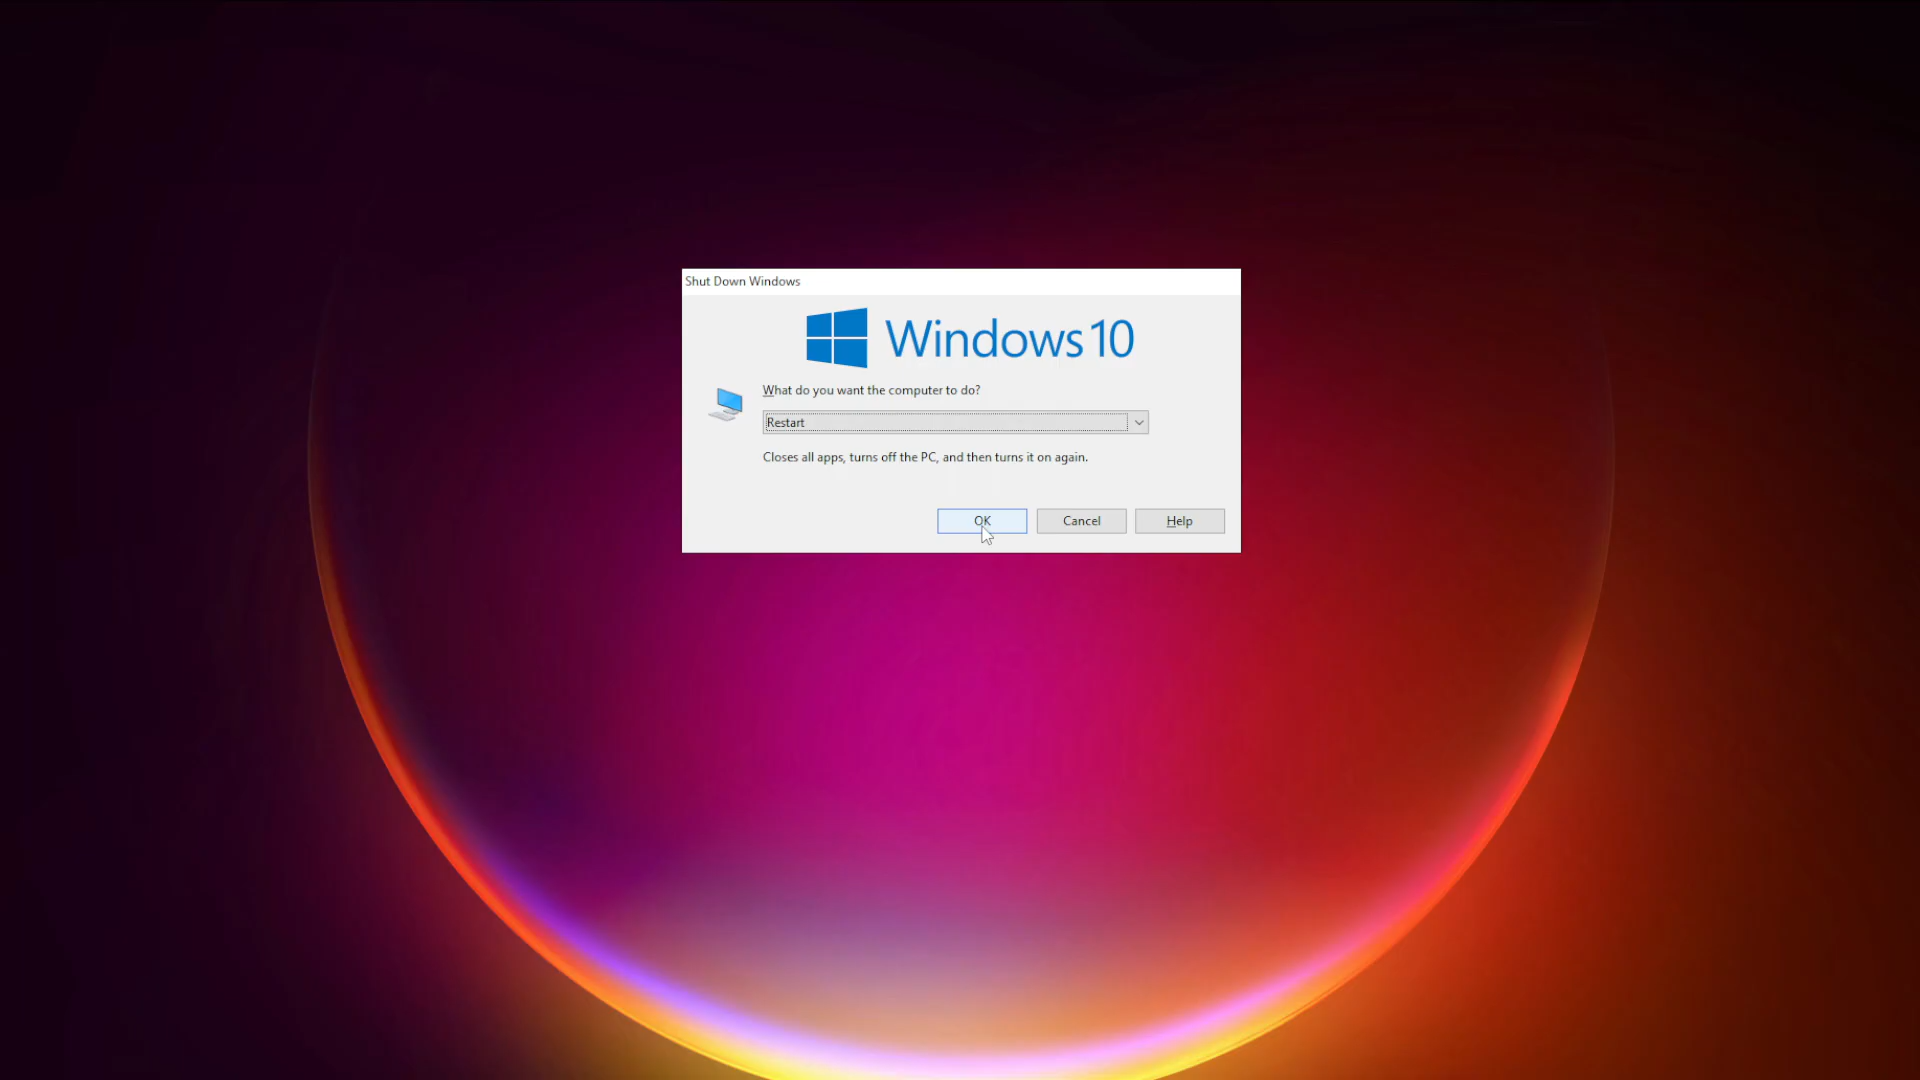 Shut Down Windows
Windows 10
What do you want the computer to do?
Restart
Closes all apps, turns off the PC, and then turns it on again.
OK Cancel Help